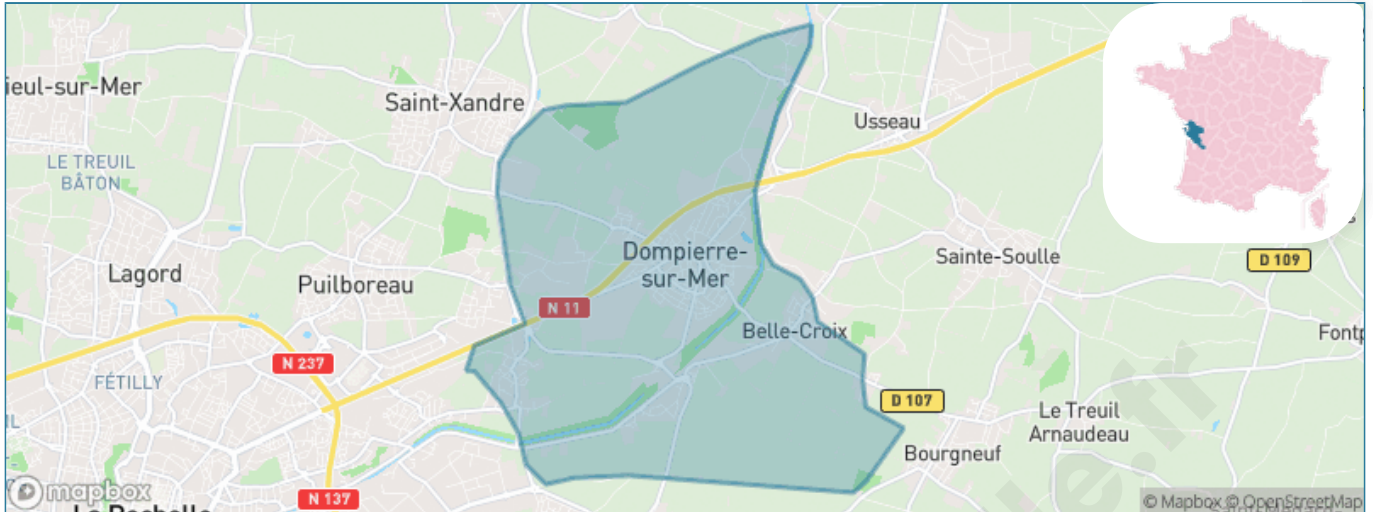 ieul-sur-Mer
Saint-Xandre
Usseau
LE TREUIL
BÂTON
Lagord
Puilboreau
Dompierre-
sur-Mer
Sainte-Soulle
D 109
N 11
Belle-Croix
N 237
FÉTILLY
D 107
Le Treuil
Arnaudeau
Bourgneuf
mapbox
N 137
© Mapbox © OpenStreetMap